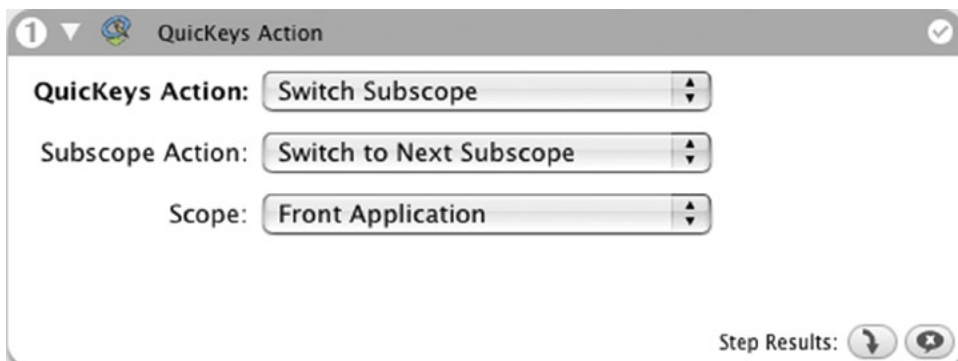 1 QuicKeys Action
QuicKeys Action: Switch Subscope
Subscope Action: Switch to Next Subscope
Scope: Front Application
Step Results: